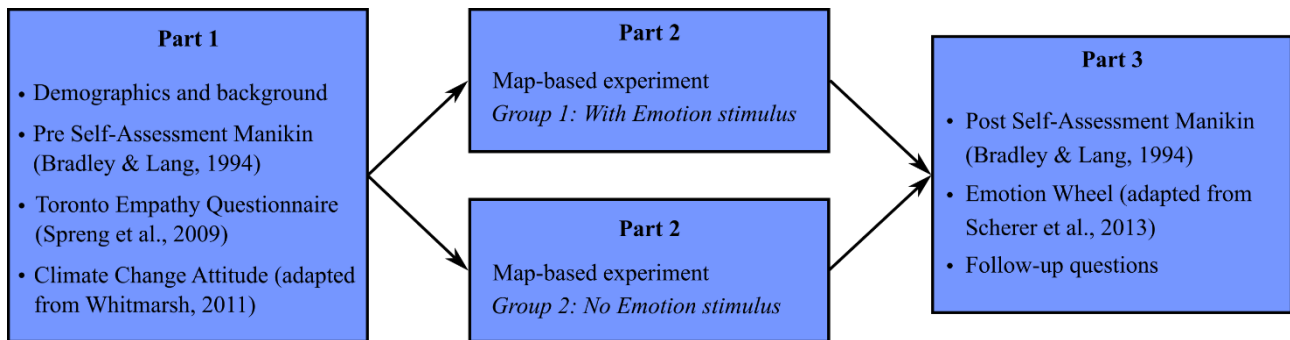 Part 1
• Demographics and background
• Pre Self-Assessment Manikin
(Bradley & Lang, 1994)
• Toronto Empathy Questionnaire
(Spreng et al., 2009)
• Climate Change Attitude (adapted
from Whitmarsh, 2011)
Part 2
Map-based experiment
Group 1: With Emotion stimulus
Part 2
Map-based experiment
Group 2: No Emotion stimulus
Part 3
• Post Self-Assessment Manikin
(Bradley & Lang, 1994)
• Emotion Wheel (adapted from
Scherer et al., 2013)
• Follow-up questions